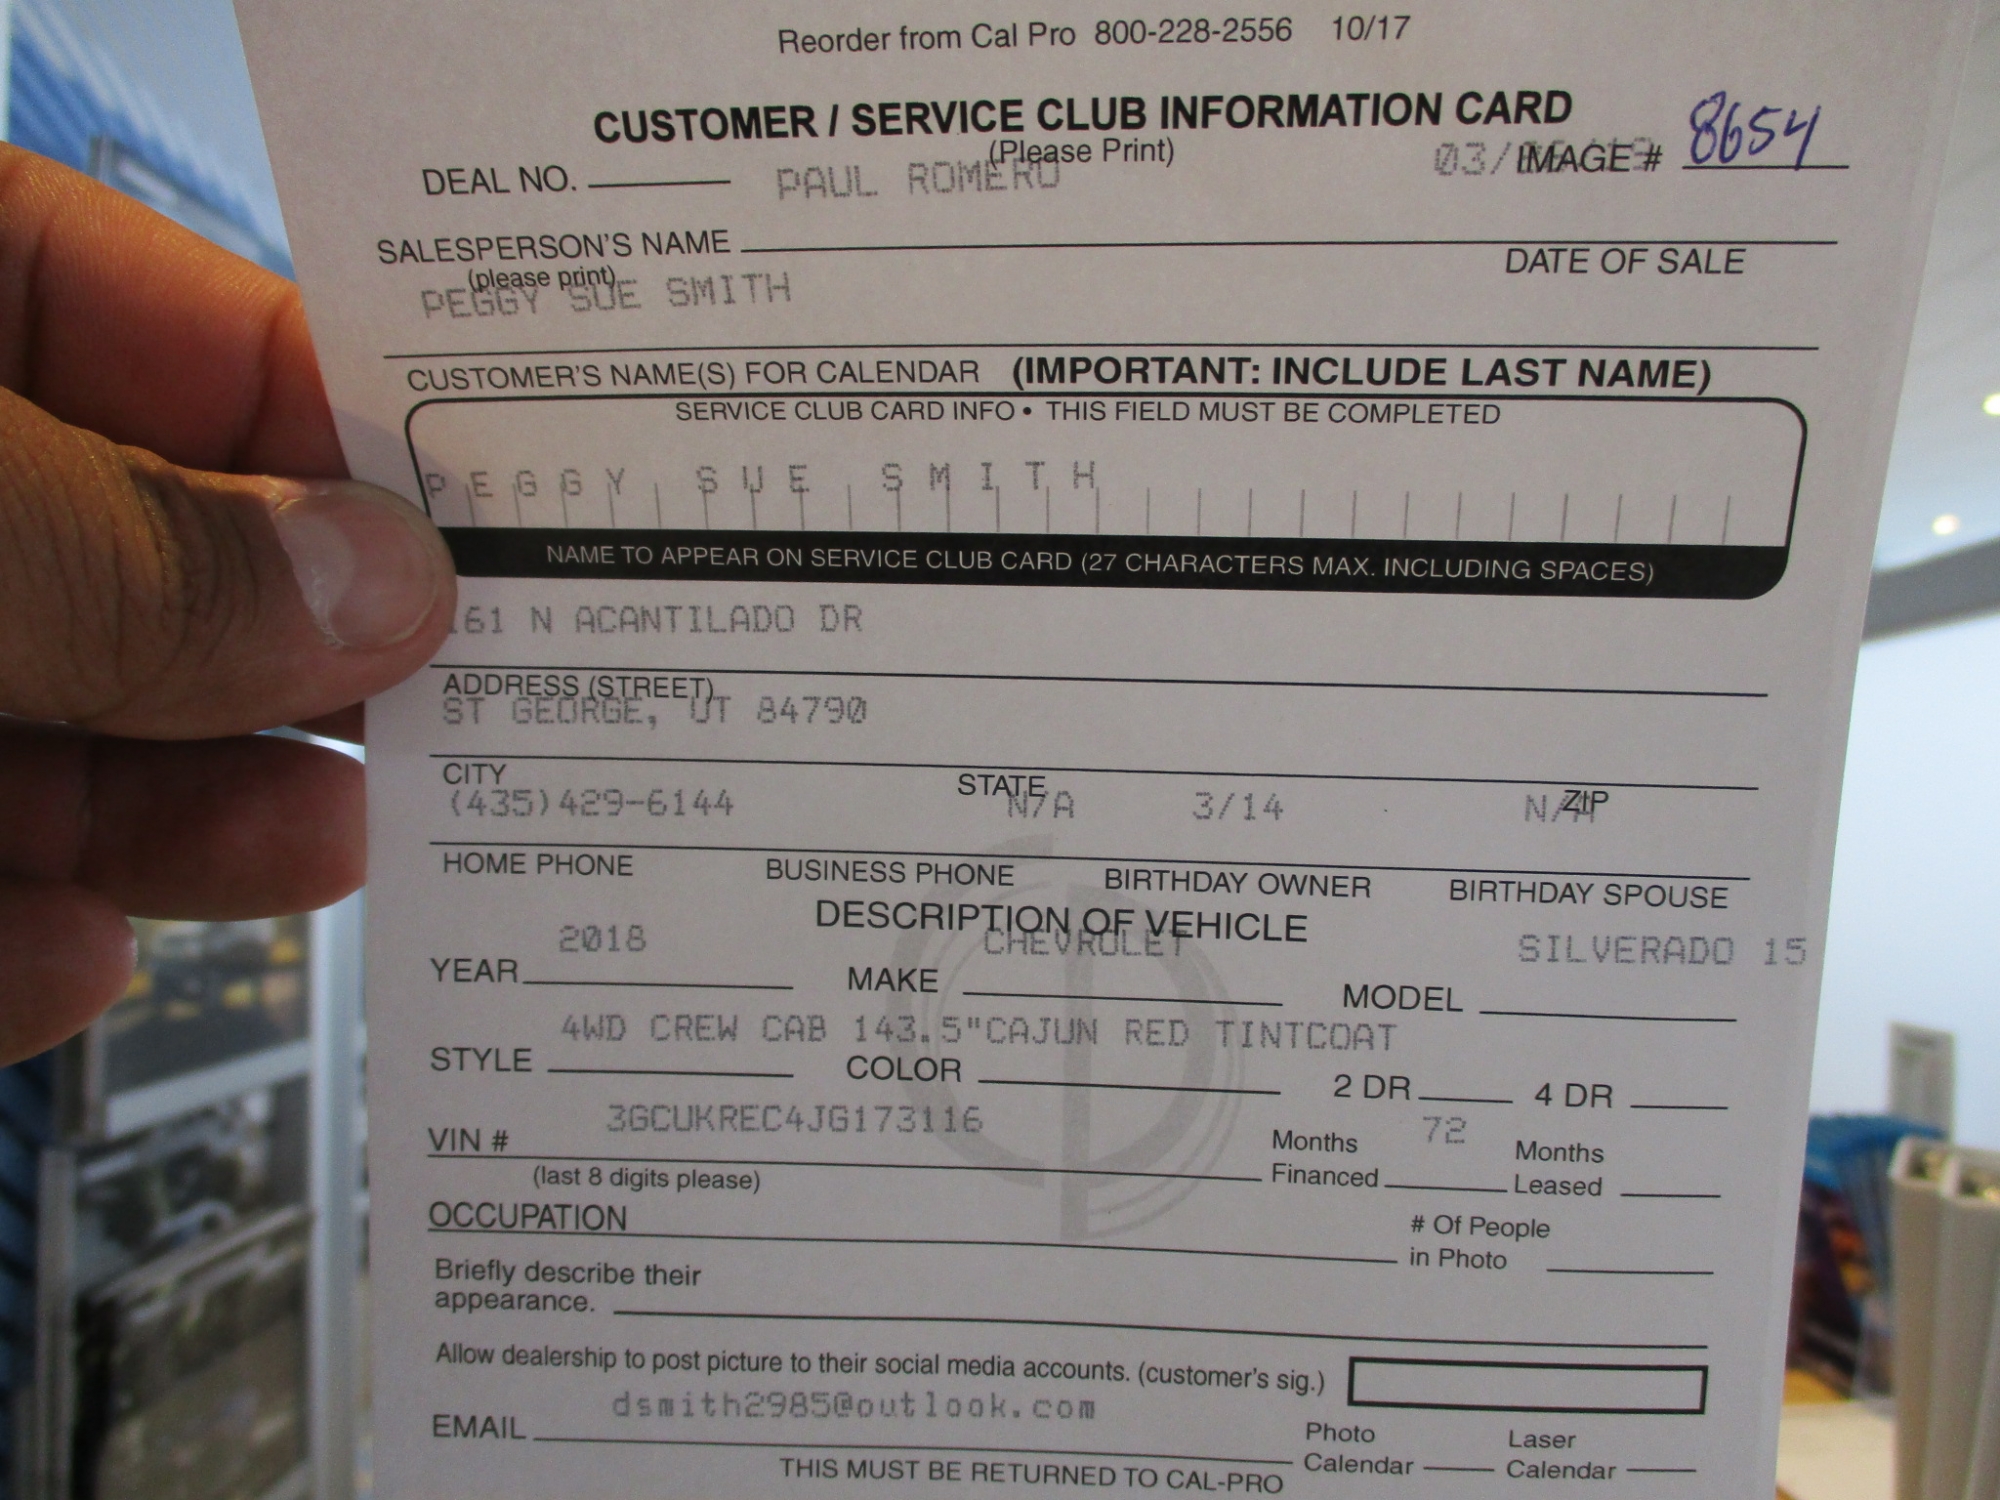 Reorder from Cal Pro 800-228-2556 10/17
CUSTOMER / SERVICE CLUB INFORMATION CARD
(Please Print)
DEAL NO. PAUL ROMERO 03/ IMAGE # 8654
SALESPERSON'S NAME
(please print) DATE OF SALE
PEGGY SUE SMITH
CUSTOMER'S NAME(S) FOR CALENDAR (IMPORTANT: INCLUDE LAST NAME)
SERVICE CLUB CARD INFO • THIS FIELD MUST BE COMPLETED
PEGGY SUE SMITH
NAME TO APPEAR ON SERVICE CLUB CARD (27 CHARACTERS MAX. INCLUDING SPACES)
161 N ACANTILADO DR
ADDRESS (STREET)
ST GEORGE, UT 84790
CITY STATE ZIP
(435)429-6144 N/A 3/14 N/A
HOME PHONE BUSINESS PHONE BIRTHDAY OWNER BIRTHDAY SPOUSE
DESCRIPTION OF VEHICLE
2018 CHEVROLET SILVERADO 15
YEAR MAKE MODEL
4WD CREW CAB 143.5"CAJUN RED TINTCOAT
STYLE COLOR 2 DR 4 DR
VIN # 3GCUKREC4JG173116 Months Financed 72 Months Leased
(last 8 digits please)
OCCUPATION # Of People in Photo
Briefly describe their
appearance.
Allow dealership to post picture to their social media accounts. (customer's sig.)
dsmith2985@outlook.com
EMAIL Photo Calendar Laser Calendar
THIS MUST BE RETURNED TO CAL-PRO